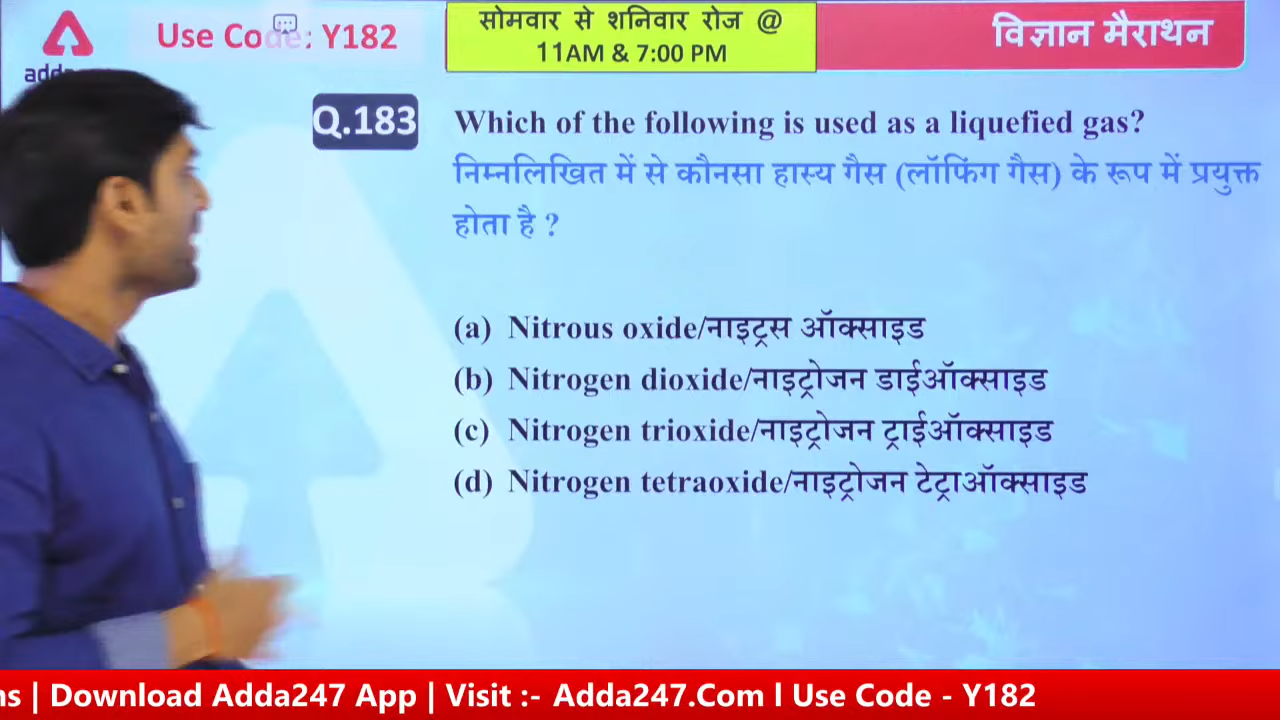 Use Code: Y182
सोमवार से शनिवार रोज @
11AM & 7:00 PM
विज्ञान मैराथन
Q.183
Which of the following is used as a liquefied gas?
निम्नलिखित में से कौनसा हास्य गैस (लॉफिंग गैस) के रूप में प्रयुक्त
होता है ?
(a) Nitrous oxide/नाइट्रस ऑक्साइड
(b) Nitrogen dioxide/नाइट्रोजन डाईऑक्साइड
(c) Nitrogen trioxide/नाइट्रोजन ट्राईऑक्साइड
(d) Nitrogen tetraoxide/नाइट्रोजन टेट्राऑक्साइड
| Download Adda247 App | Visit :- Adda247.Com l Use Code - Y182